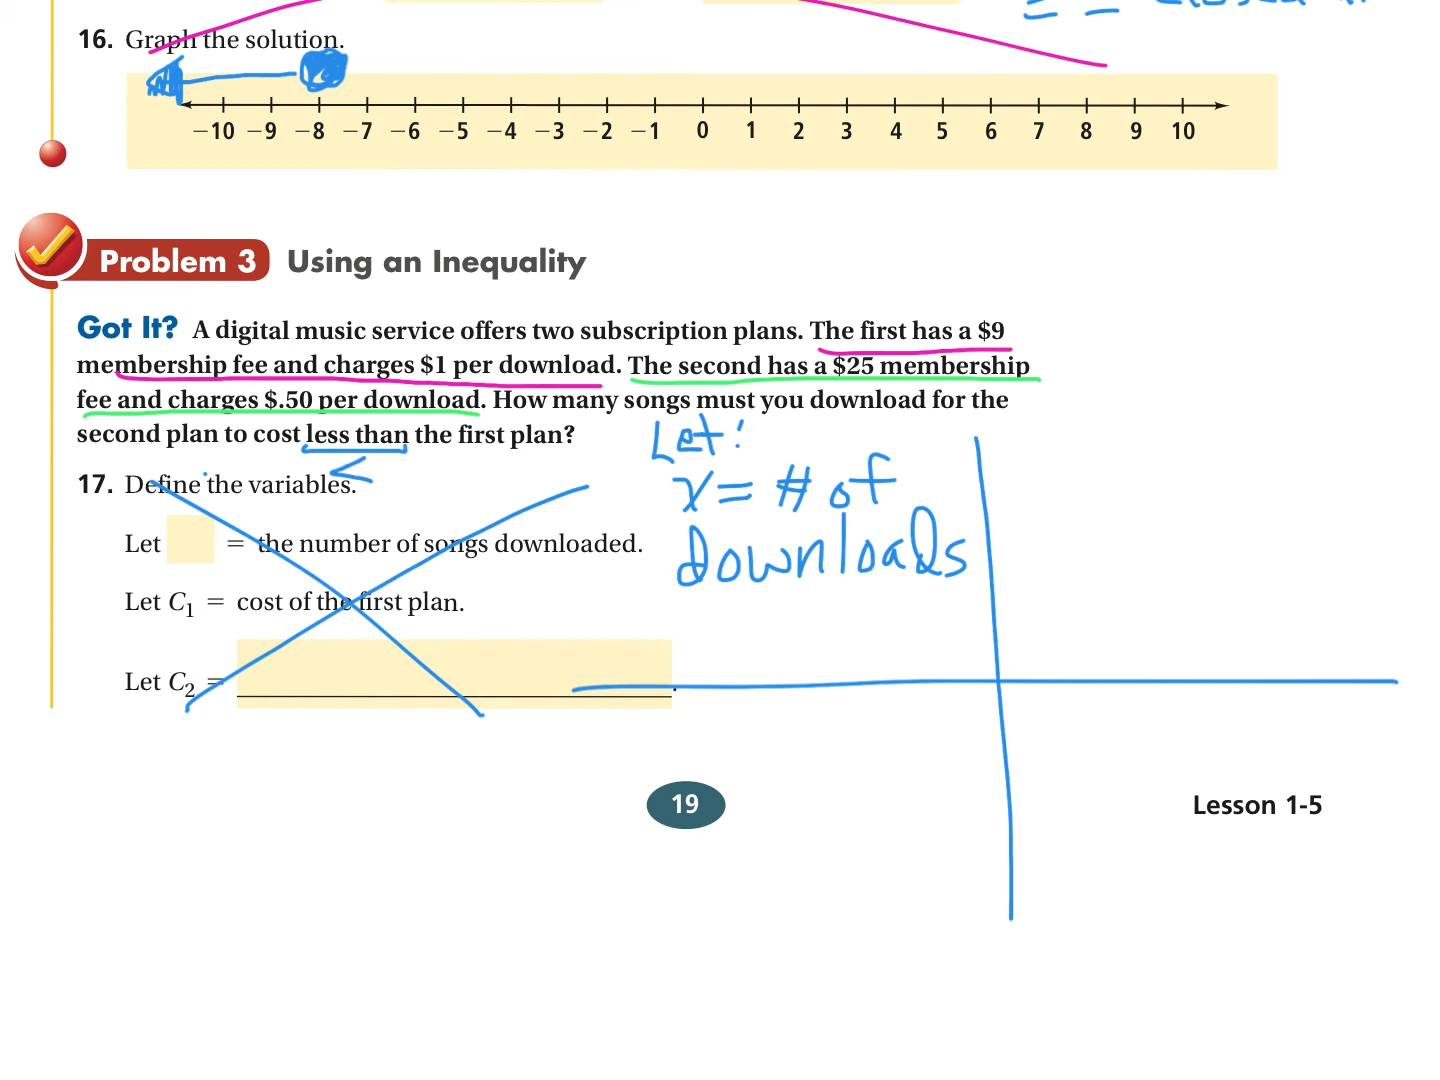 16. Graph the solution.
−10 −9 −8 −7 −6 −5 −4 −3 −2 −1 0 1 2 3 4 5 6 7 8 9 10
Problem 3 Using an Inequality
Got It? A digital music service offers two subscription plans. The first has a $9
membership fee and charges $1 per download. The second has a $25 membership
fee and charges $.50 per download. How many songs must you download for the
second plan to cost less than the first plan?
<
Let:
x = # of
downloads
17. Define the variables.
Let = the number of songs downloaded.
Let C₁ = cost of the first plan.
Let C₂ = .
19
Lesson 1-5